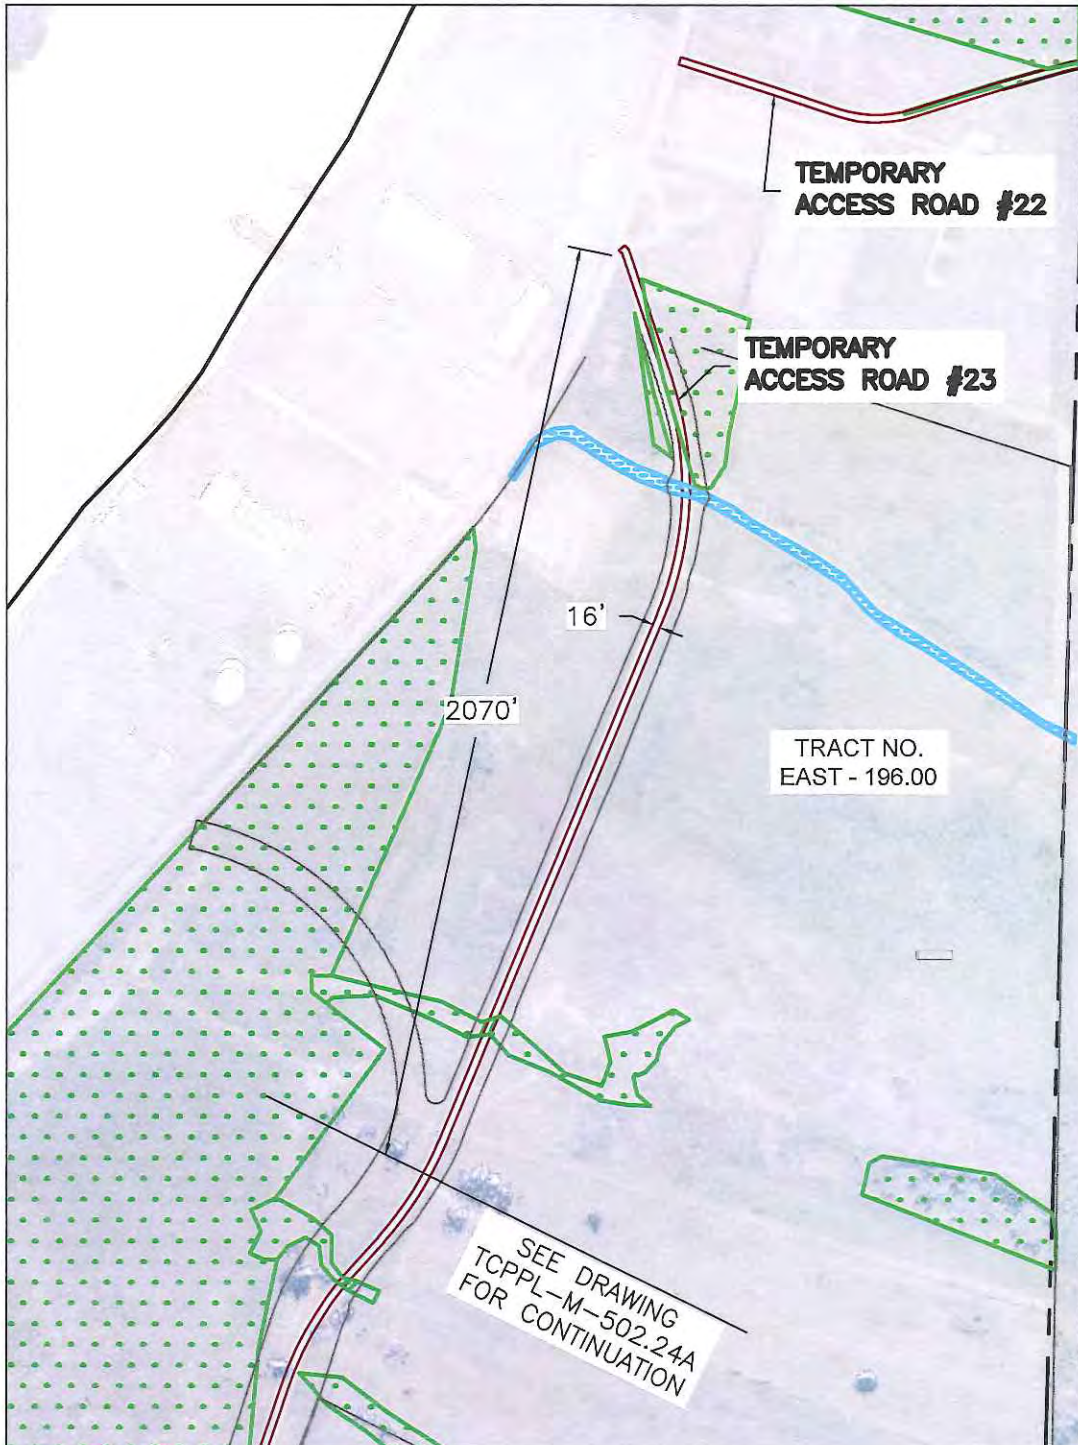 TEMPORARY
ACCESS ROAD #22
TEMPORARY
ACCESS ROAD #23
16'
2070'
TRACT NO.
EAST - 196.00
SEE DRAWING
TCPPL-M-502.24A
FOR CONTINUATION